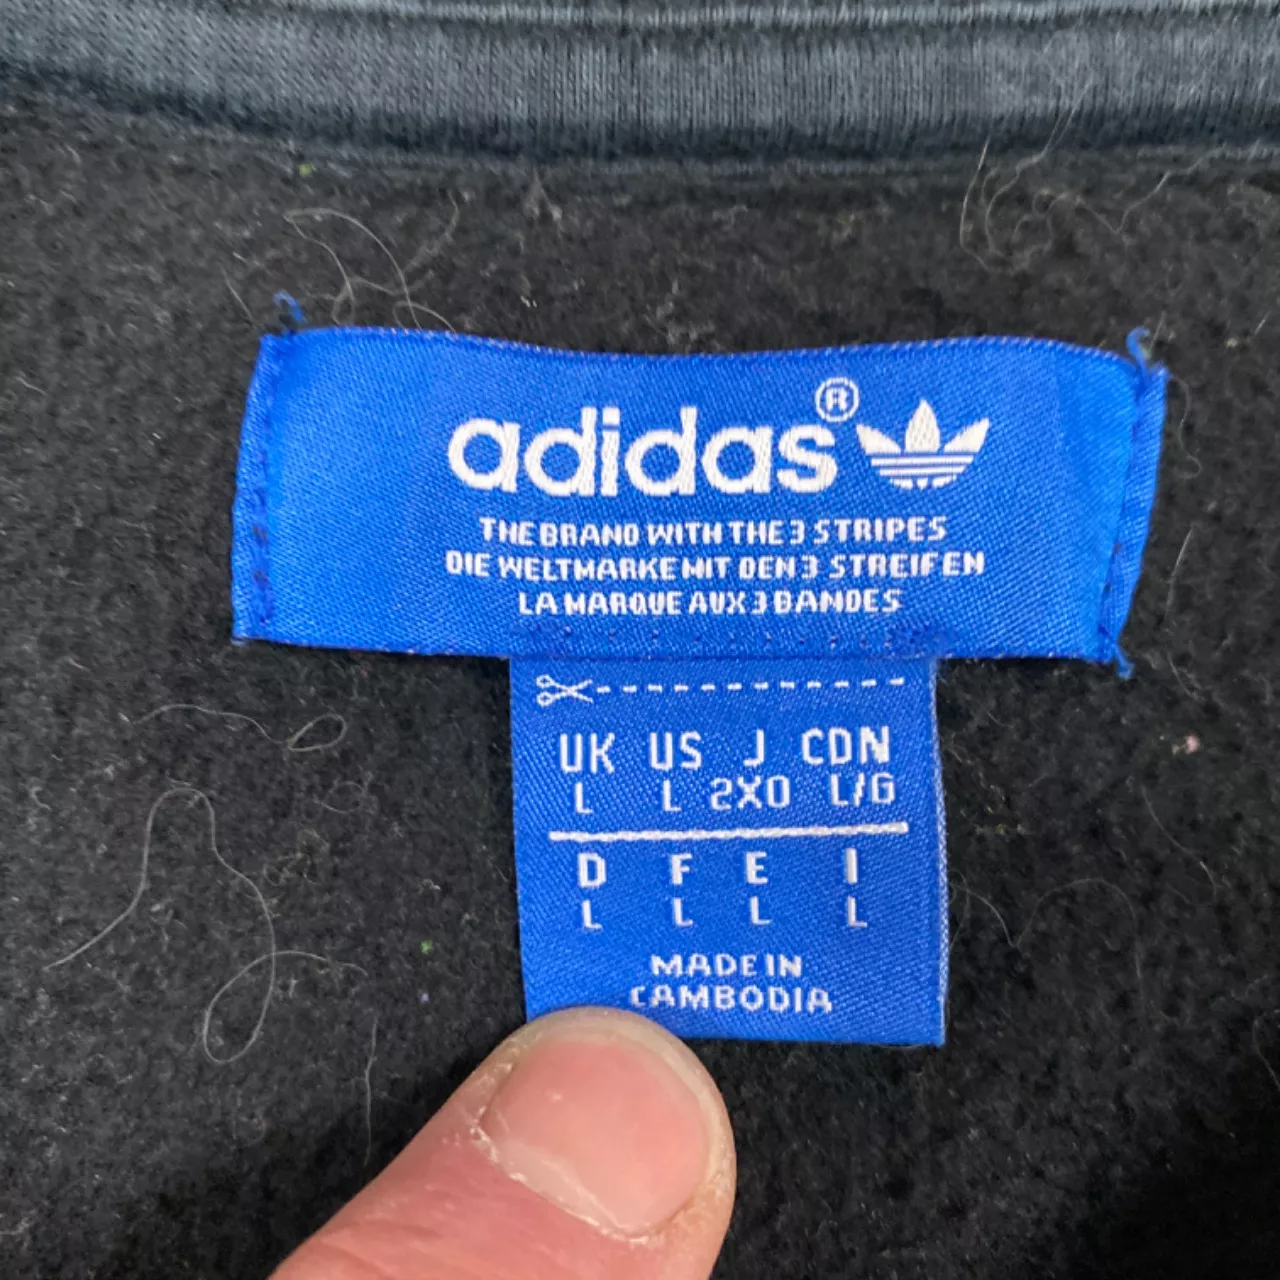 adidas®
THE BRAND WITH THE 3 STRIPES
DIE WELTMARKE MIT DEN 3 STREIFEN
LA MARQUE AUX 3 BANDES
UK US J CDN
L L 2XO L/G
D F E I
L L L L
MADE IN
CAMBODIA